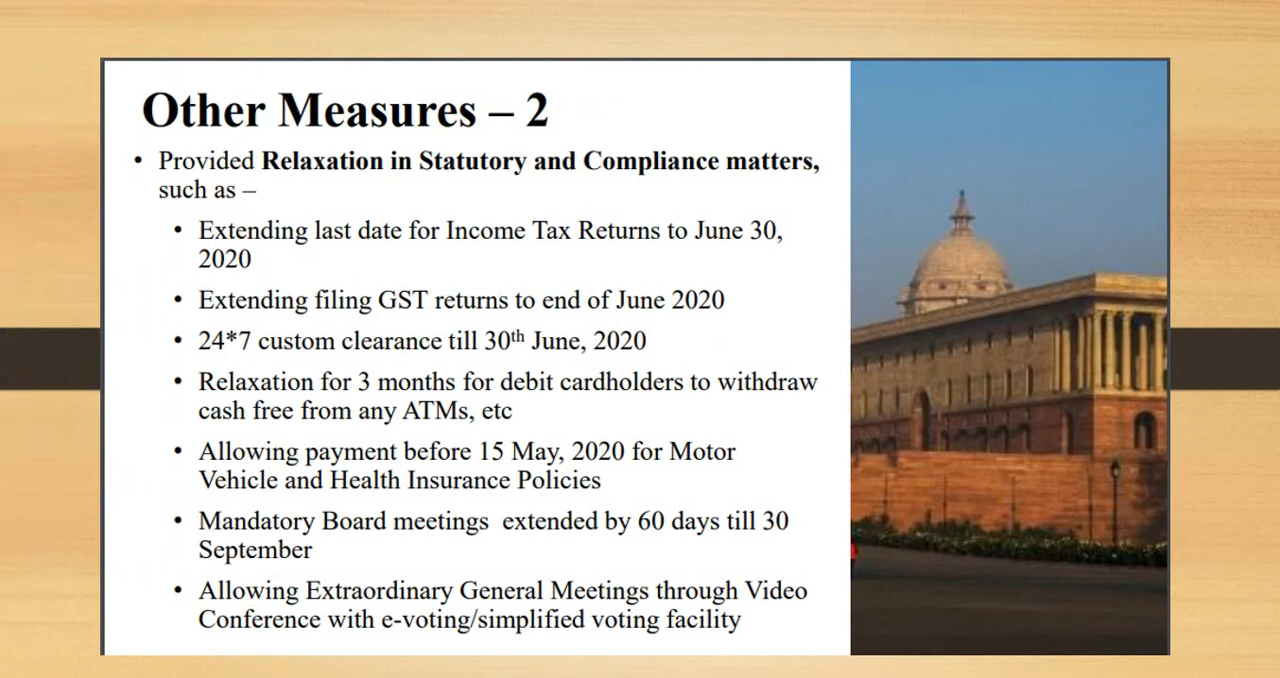 Other Measures – 2
• Provided Relaxation in Statutory and Compliance matters,
such as –
• Extending last date for Income Tax Returns to June 30,
2020
• Extending filing GST returns to end of June 2020
• 24*7 custom clearance till 30th June, 2020
• Relaxation for 3 months for debit cardholders to withdraw
cash free from any ATMs, etc
• Allowing payment before 15 May, 2020 for Motor
Vehicle and Health Insurance Policies
• Mandatory Board meetings  extended by 60 days till 30
September
• Allowing Extraordinary General Meetings through Video
Conference with e-voting/simplified voting facility